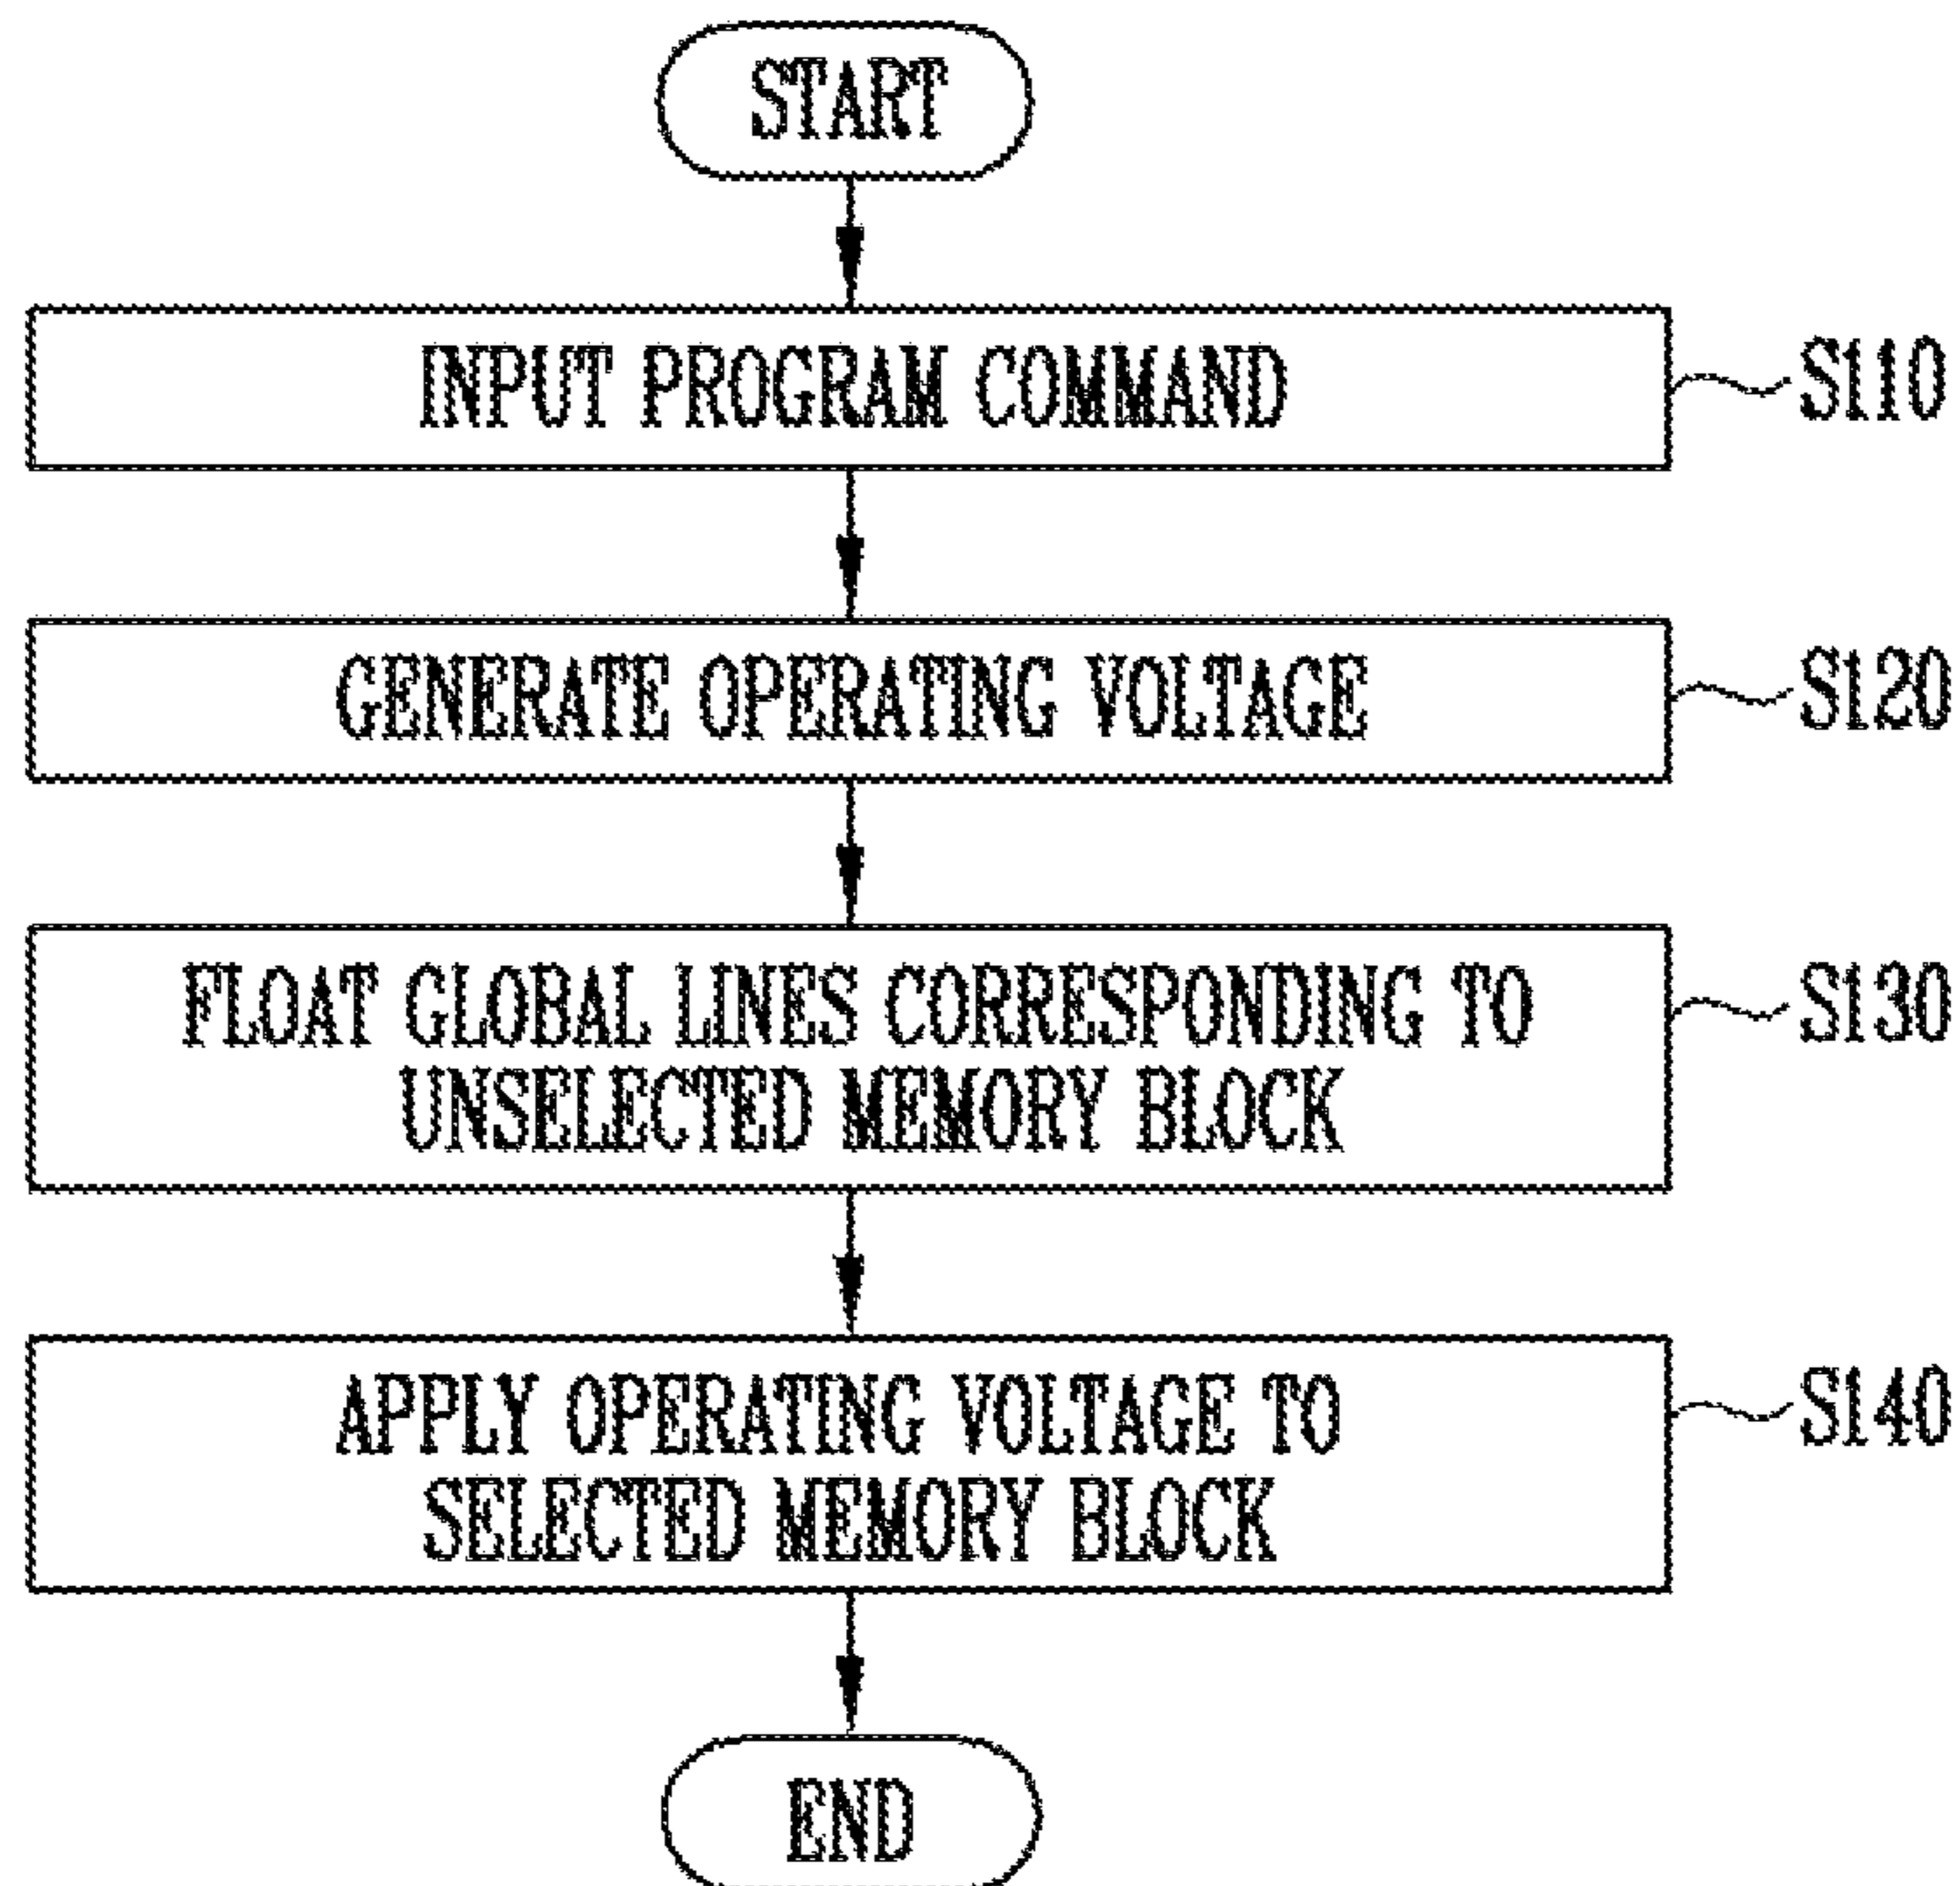 START
INPUT PROGRAM COMMAND
S110
GENERATE OPERATING VOLTAGE
S120
FLOAT GLOBAL LINES CORRESPONDING TO
UNSELECTED MEMORY BLOCK
S130
APPLY OPERATING VOLTAGE TO
SELECTED MEMORY BLOCK
S140
END